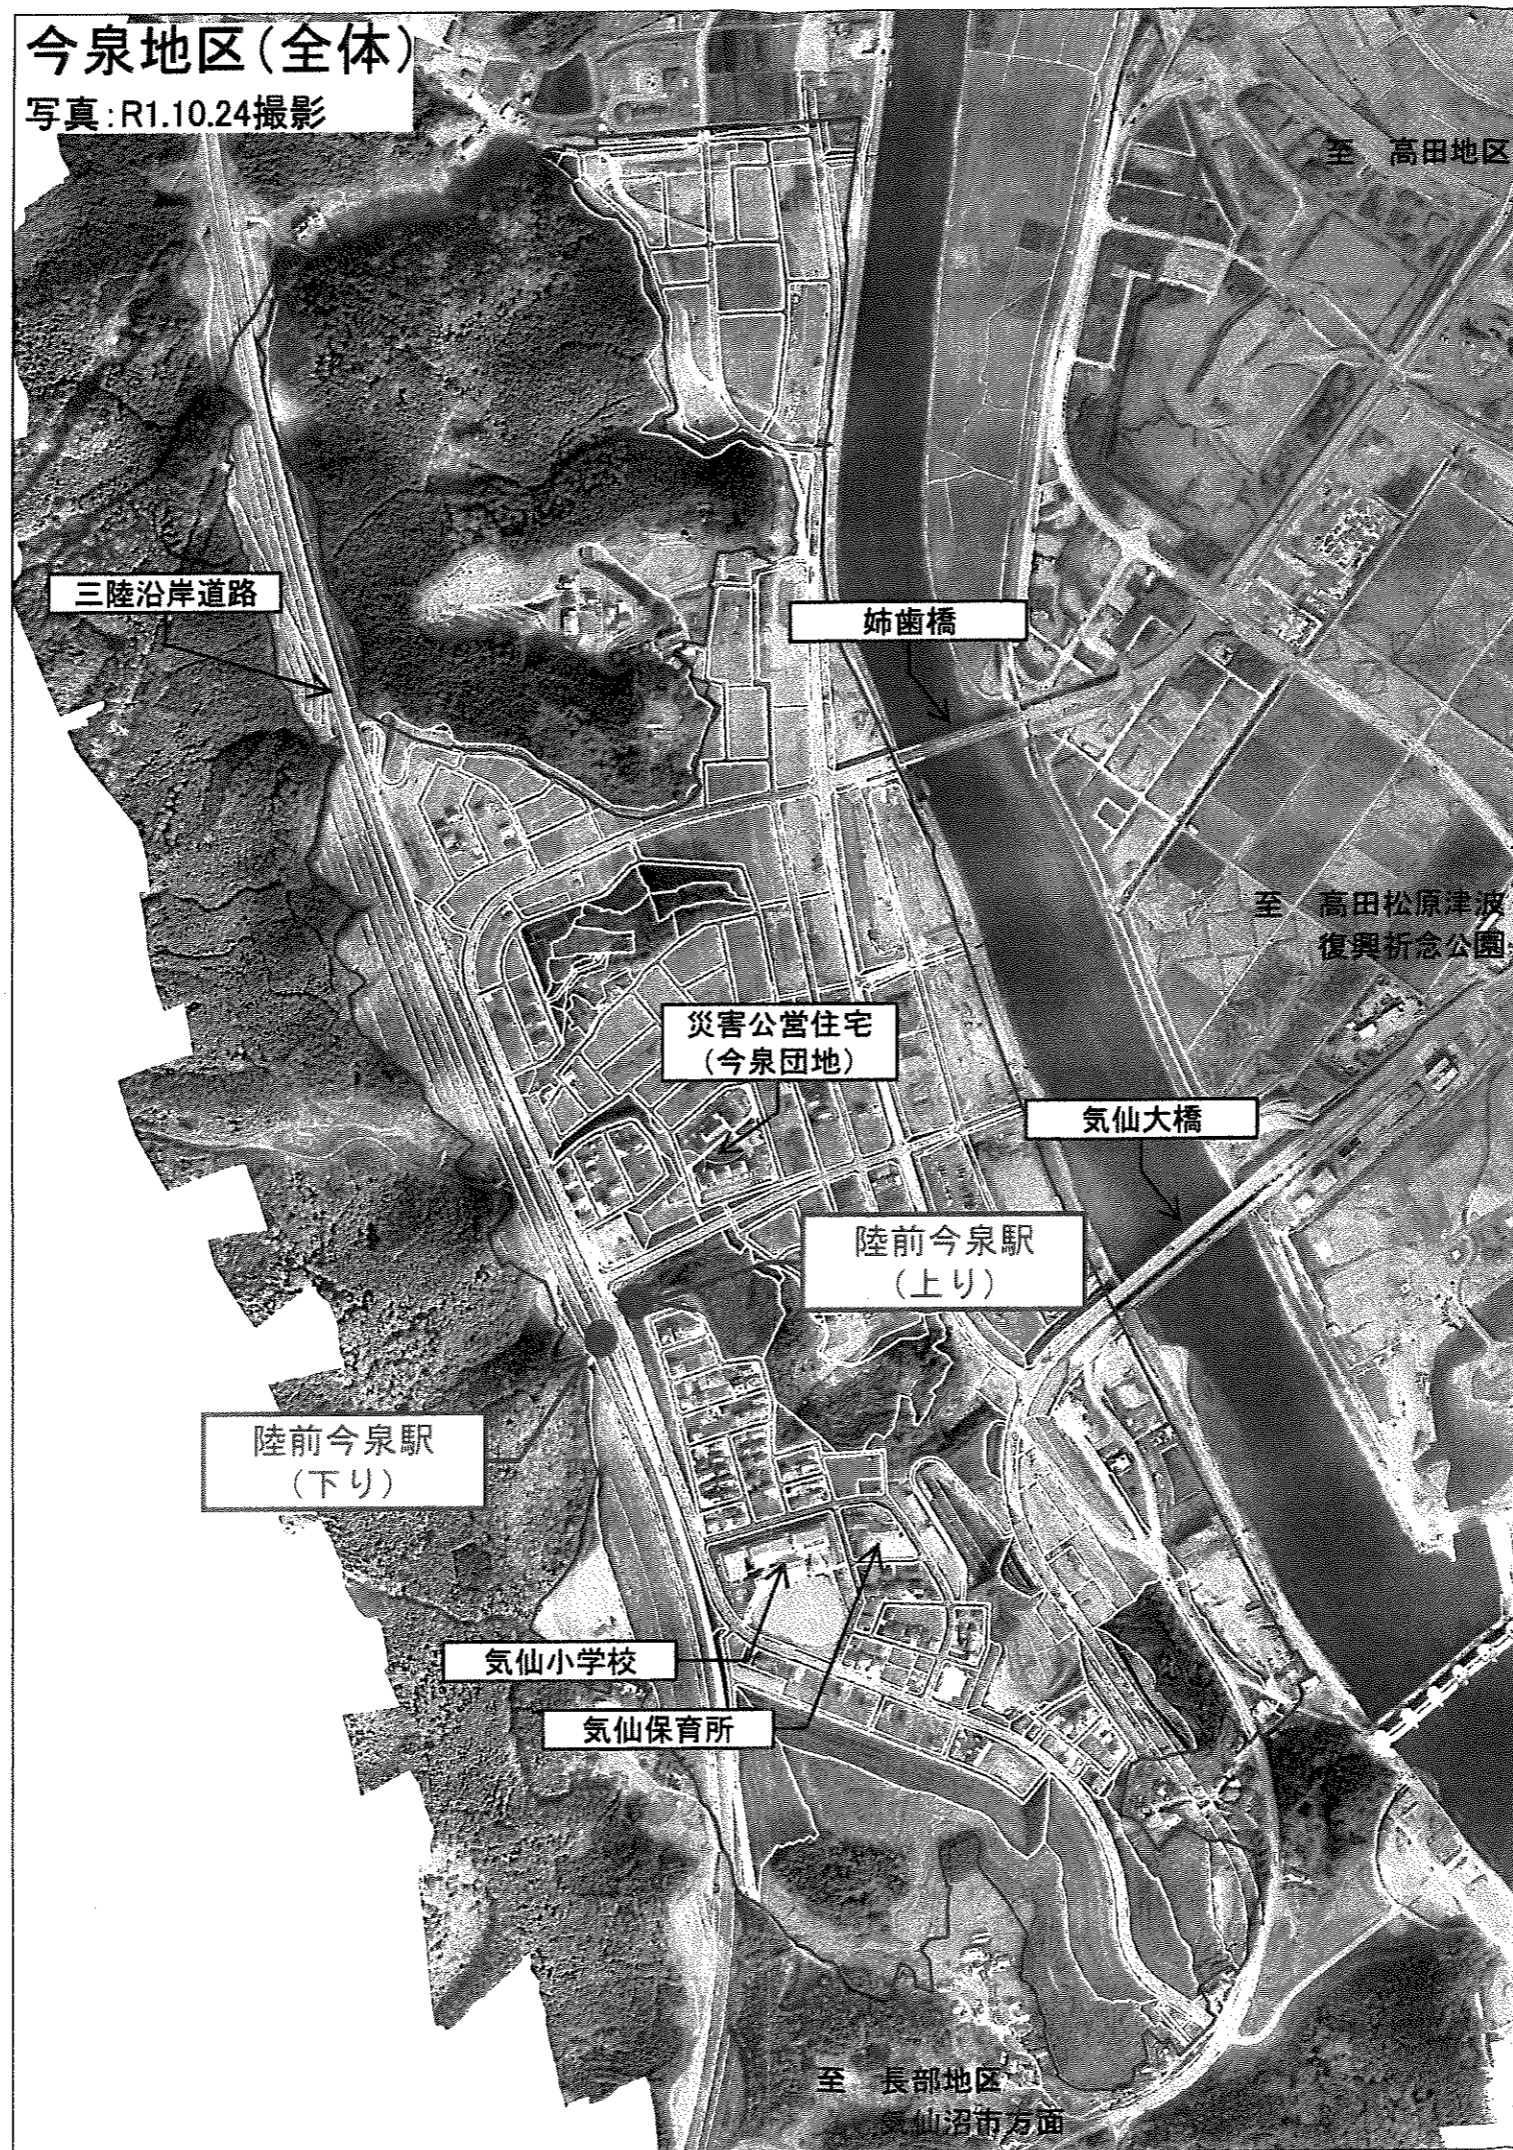 今泉地区(全体)
写真:R1.10.24撮影
至 高田地区
三陸沿岸道路
姉歯橋
至 高田松原津波
復興祈念公園
災害公営住宅
(今泉団地)
気仙大橋
陸前今泉駅
(上り)
陸前今泉駅
(下り)
気仙小学校
気仙保育所
至 長部地区
気仙沼市方面